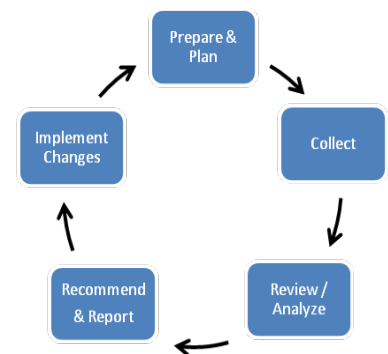 Prepare &
Plan
Collect
Review /
Analyze
Recommend
& Report
Implement
Changes